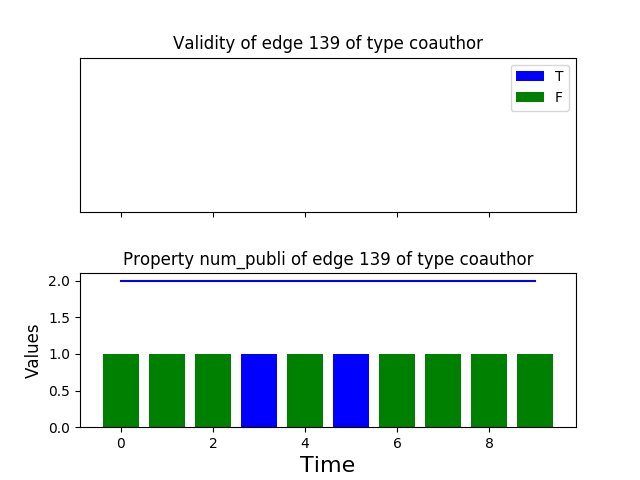 Validity of edge 139 of type coauthor
T
F
Property num_publi of edge 139 of type coauthor
2.0
1.5
1.0
0.5
0.0
Values
0 2 4 6 8
Time